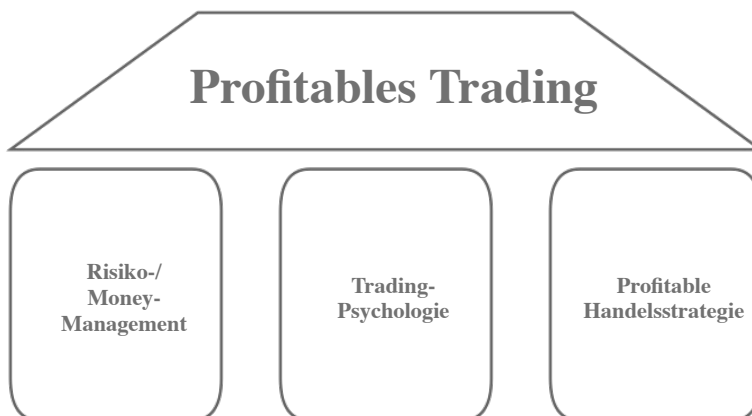 Profitables Trading
Risiko-/
Money-
Management
Trading-
Psychologie
Profitable
Handelsstrategie